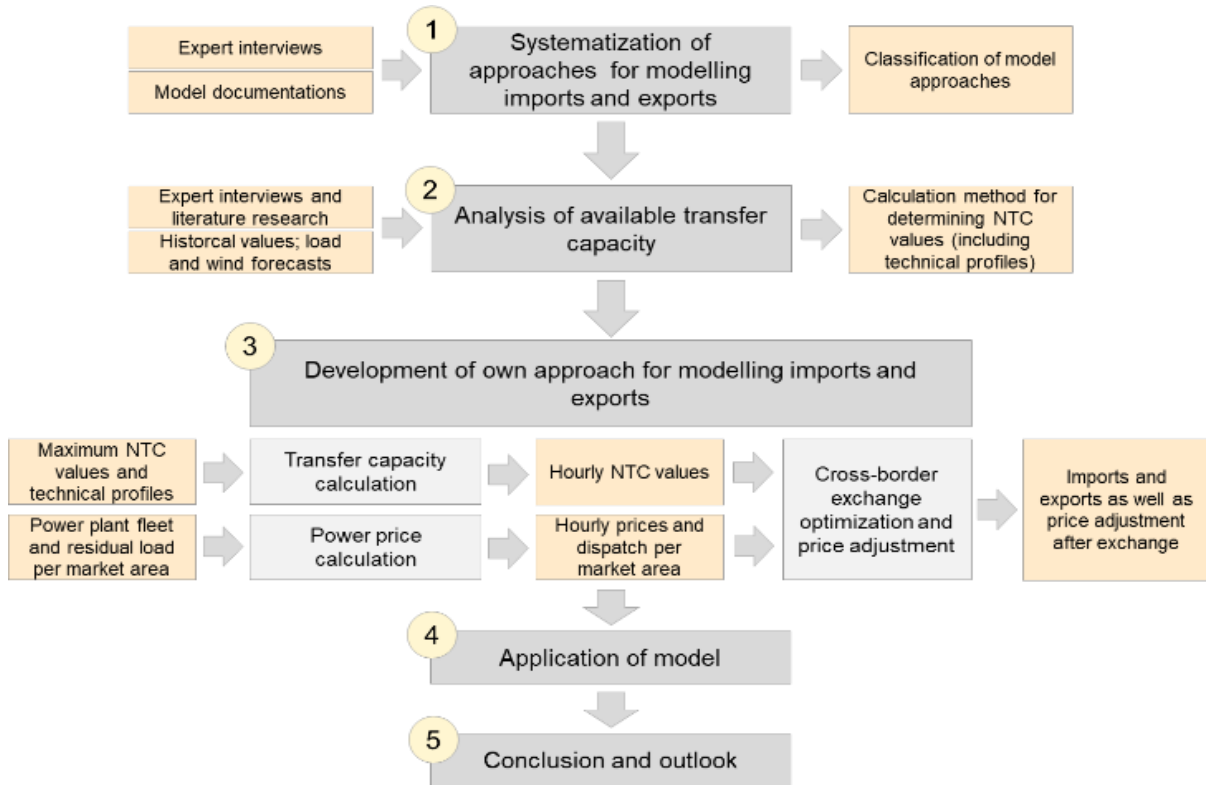 1
Expert interviews
Model documentations
Systematization of
approaches for modelling
imports and exports
Classification of model
approaches
2
Expert interviews and
literature research
Historcal values; load
and wind forecasts
Analysis of available transfer
capacity
Calculation method for
determining NTC
values (including
technical profiles)
3
Development of own approach for modelling imports and
exports
Maximum NTC
values and
technical profiles
Transfer capacity
calculation
Hourly NTC values
Power plant fleet
and residual load
per market area
Power price
calculation
Hourly prices and
dispatch per
market area
Cross-border
exchange
optimization and
price adjustment
Imports and
exports as well as
price adjustment
after exchange
4
Application of model
5
Conclusion and outlook